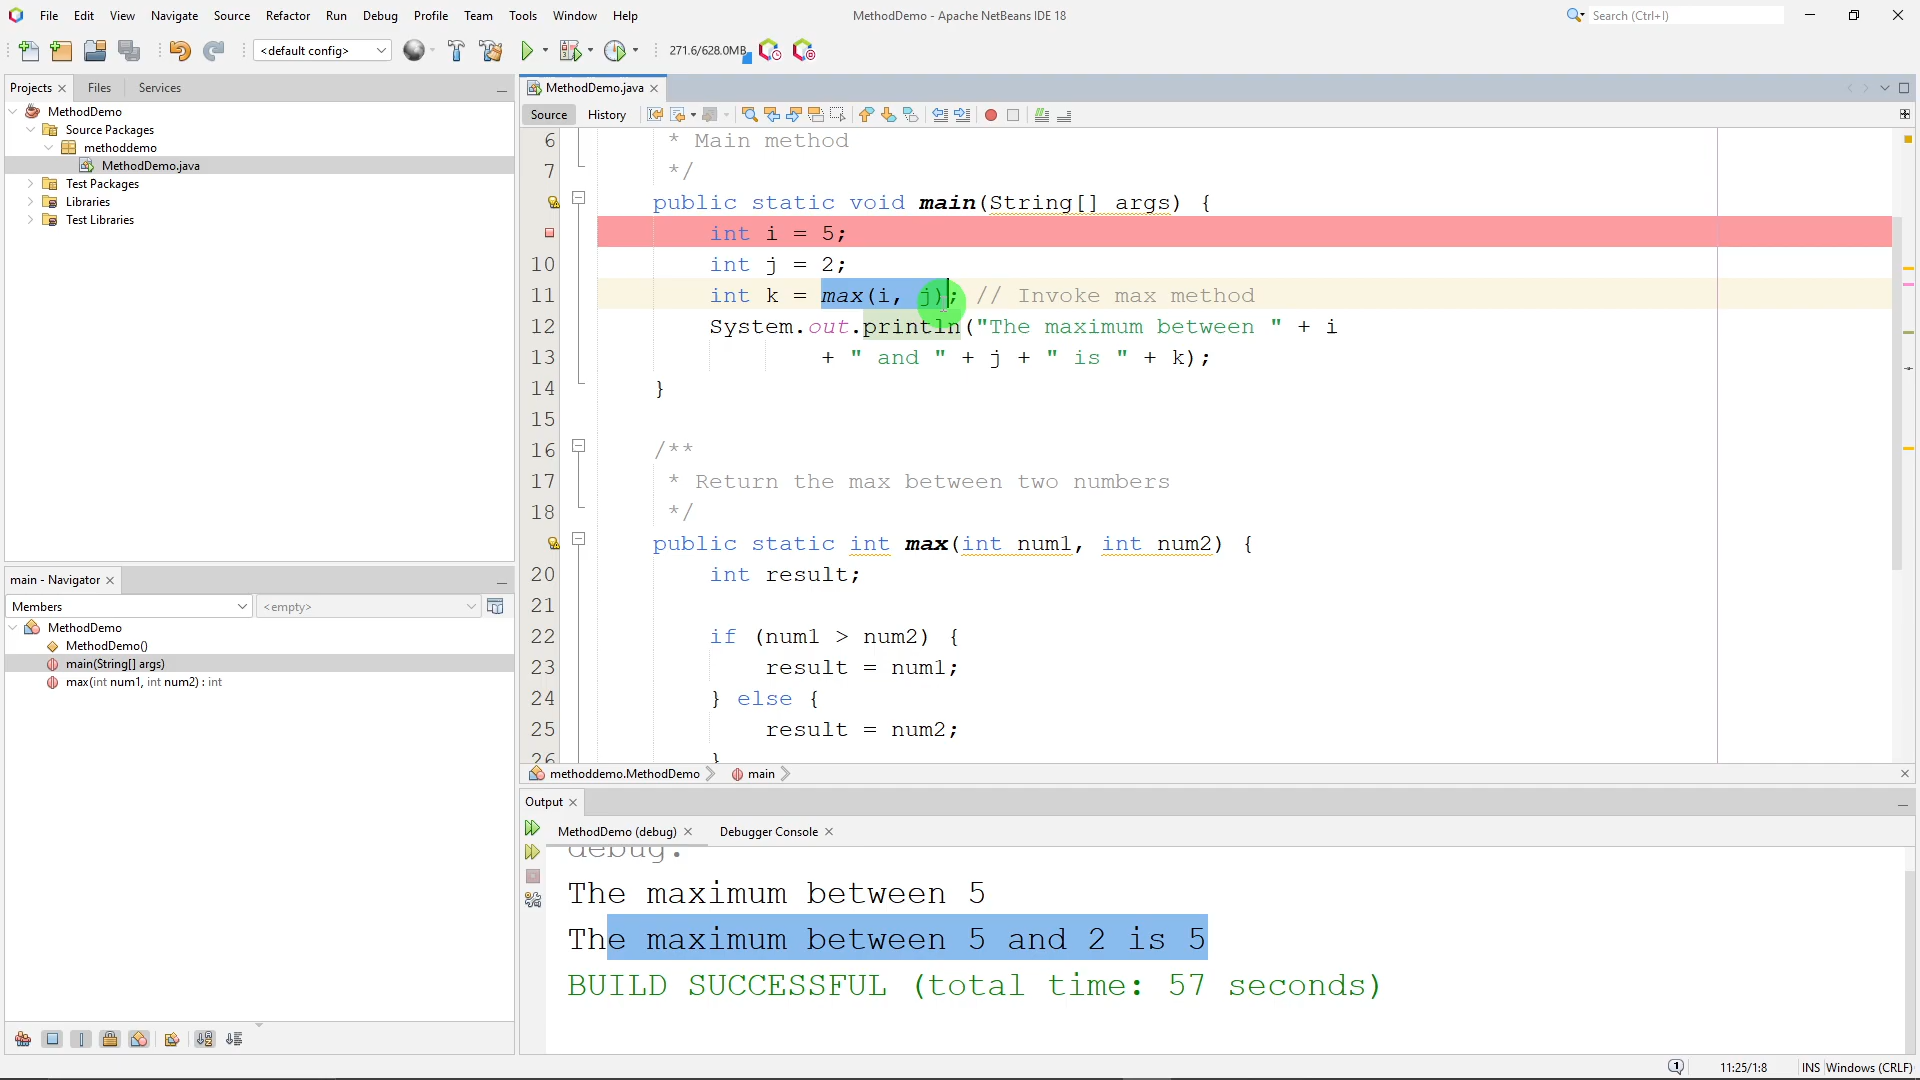 File Edit View Navigate Source Refactor Run Debug Profile Team Tools Window Help
MethodDemo - Apache NetBeans IDE 18
Search (Ctrl+I)
<default config>
271.6/628.0MB
Projects
Files
Services
MethodDemo
Source Packages
methoddemo
MethodDemo.java
Test Packages
Libraries
Test Libraries
main - Navigator
Members
<empty>
MethodDemo
MethodDemo()
main(String[] args)
max(int num1, int num2) : int
MethodDemo.java
Source
History
6 * Main method
7 */
public static void main(String[] args) {
int i = 5;
10 int j = 2;
11 int k = max(i, j); // Invoke max method
12 System.out.println("The maximum between " + i
13 + " and " + j + " is " + k);
14 }
15
16 /**
17 * Return the max between two numbers
18 */
public static int max(int num1, int num2) {
20 int result;
21
22 if (num1 > num2) {
23 result = num1;
24 } else {
25 result = num2;
26 }
methoddemo.MethodDemo
main
Output
MethodDemo (debug)
Debugger Console
debug:
The maximum between 5
The maximum between 5 and 2 is 5
BUILD SUCCESSFUL (total time: 57 seconds)
1
11:25/1:8
INS
Windows (CRLF)